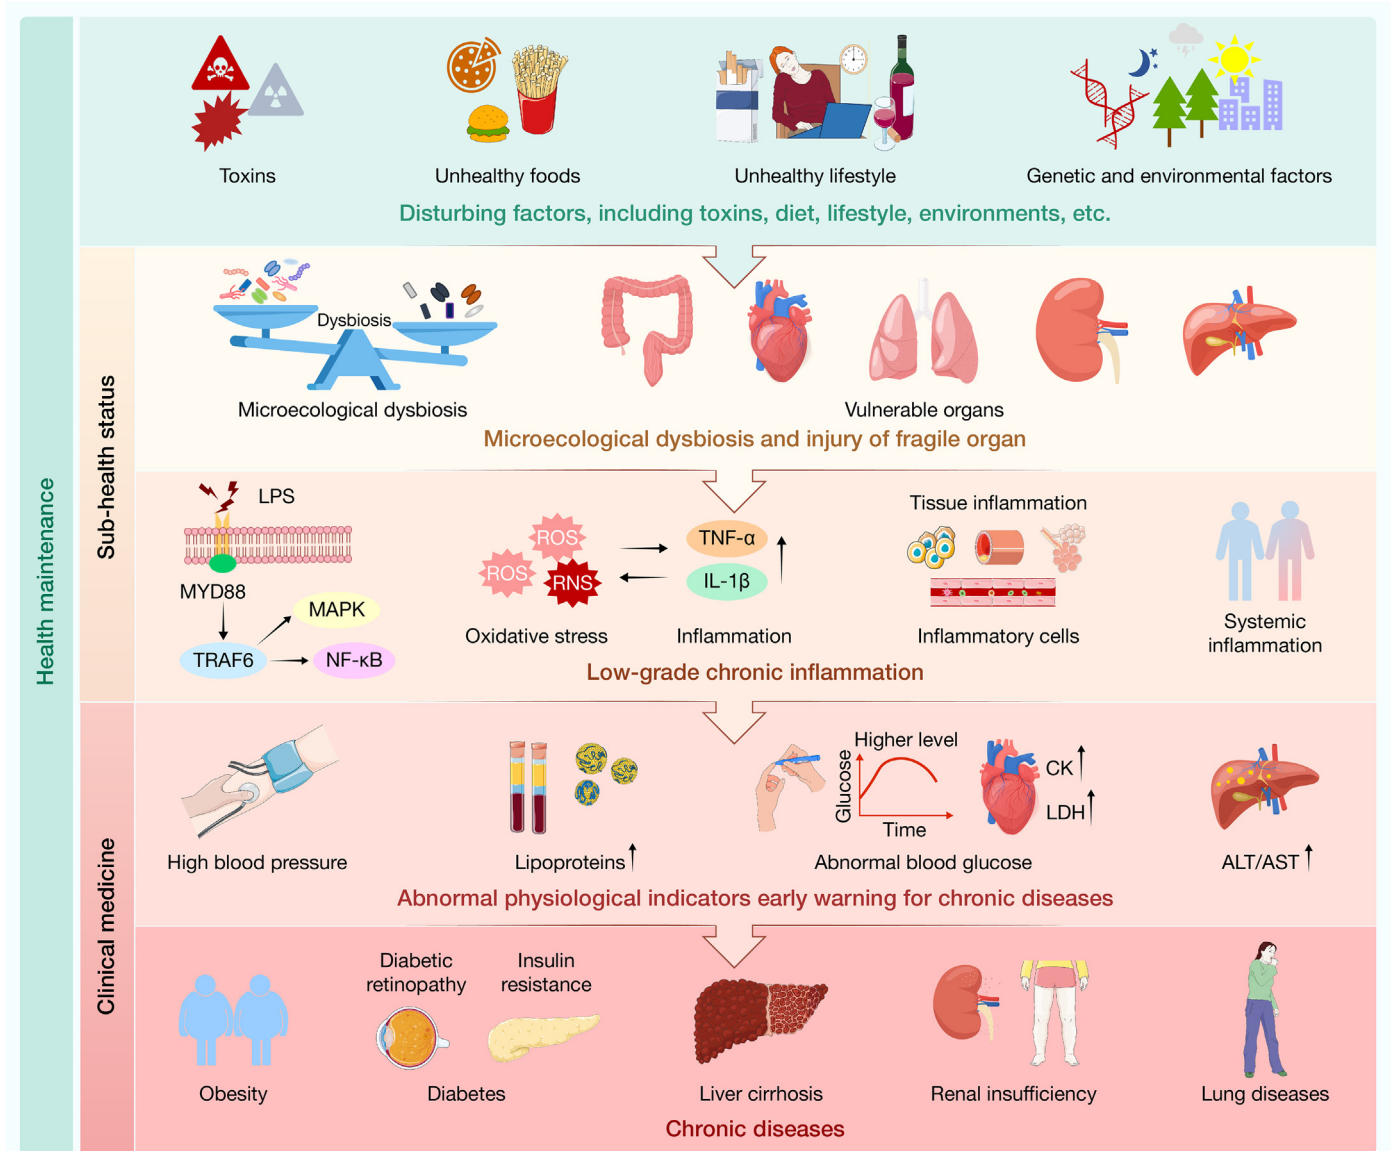 Health maintenance
Toxins
Unhealthy foods
Unhealthy lifestyle
Genetic and environmental factors
Disturbing factors, including toxins, diet, lifestyle, environments, etc.
Sub-health status
Dysbiosis
Microecological dysbiosis
Vulnerable organs
Microecological dysbiosis and injury of fragile organ
LPS
MYD88
MAPK
TRAF6
NF-κB
ROS
ROS
RNS
Oxidative stress
TNF-α
IL-1β
Inflammation
Tissue inflammation
Inflammatory cells
Systemic
inflammation
Low-grade chronic inflammation
Clinical medicine
High blood pressure
Lipoproteins
Higher level
Glucose
Time
CK
LDH
Abnormal blood glucose
ALT/AST
Abnormal physiological indicators early warning for chronic diseases
Obesity
Diabetic
retinopathy
Insulin
resistance
Diabetes
Liver cirrhosis
Renal insufficiency
Lung diseases
Chronic diseases